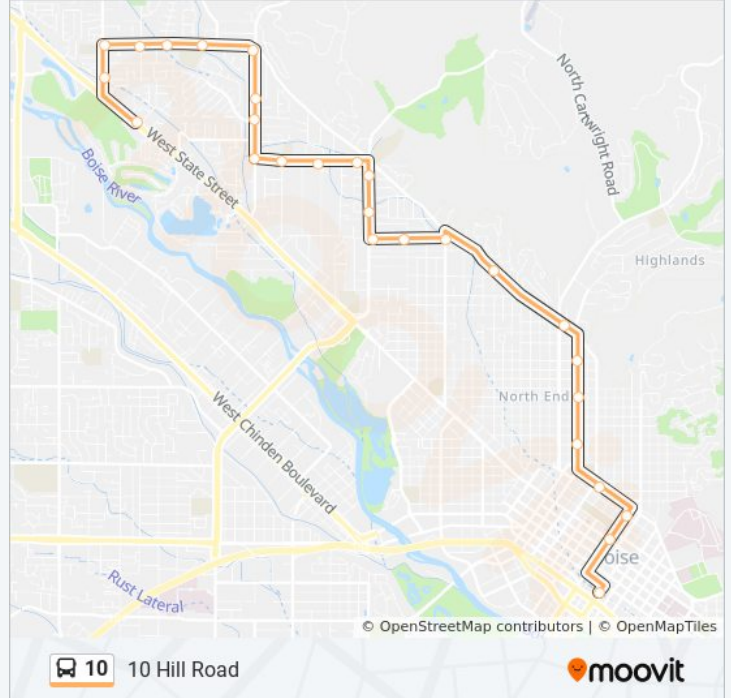 North Cartwright Road
West State Street
Boise River
Highlands
North End
West Chinden Boulevard
oise
Rust Lateral
© OpenStreetMap contributors | © OpenMapTiles
10 10 Hill Road
moovit